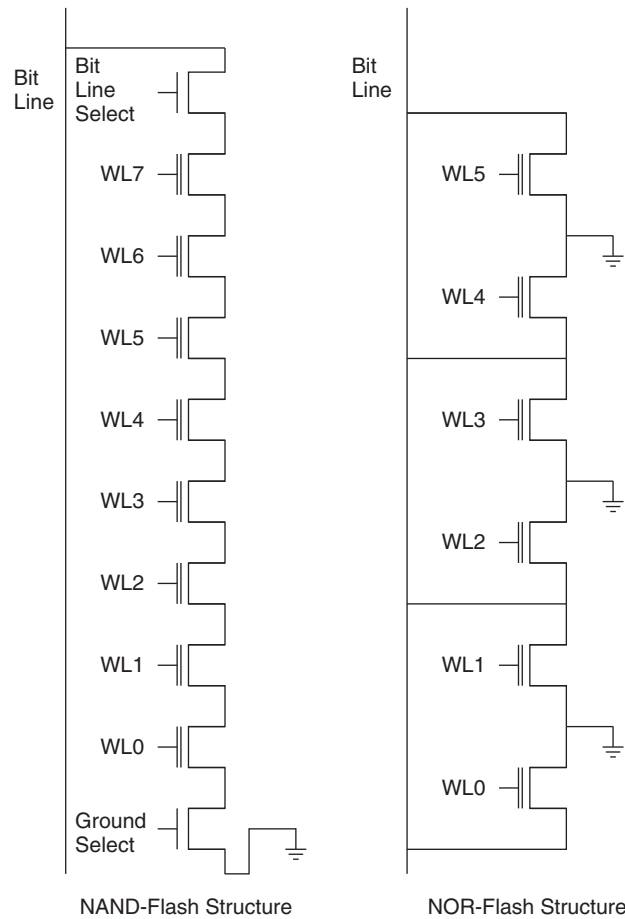 Bit
Line
Bit
Line
Select
WL7
WL6
WL5
WL4
WL3
WL2
WL1
WL0
Ground
Select
NAND-Flash Structure
Bit
Line
WL5
WL4
WL3
WL2
WL1
WL0
NOR-Flash Structure